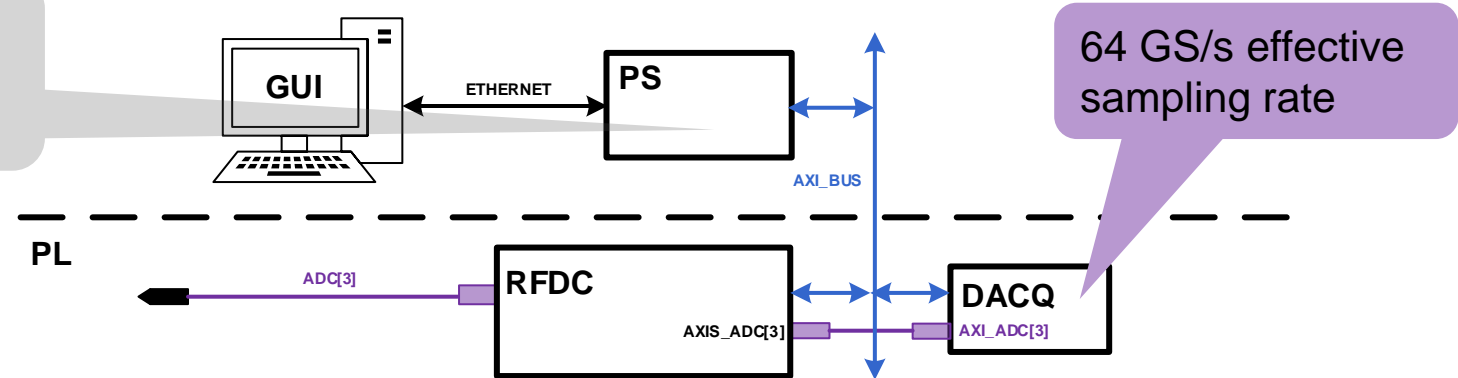 GUI
ETHERNET
PS
64 GS/s effective
sampling rate
AXI_BUS
PL
ADC[3]
RFDC
DACQ
AXIS_ADC[3]
AXI_ADC[3]